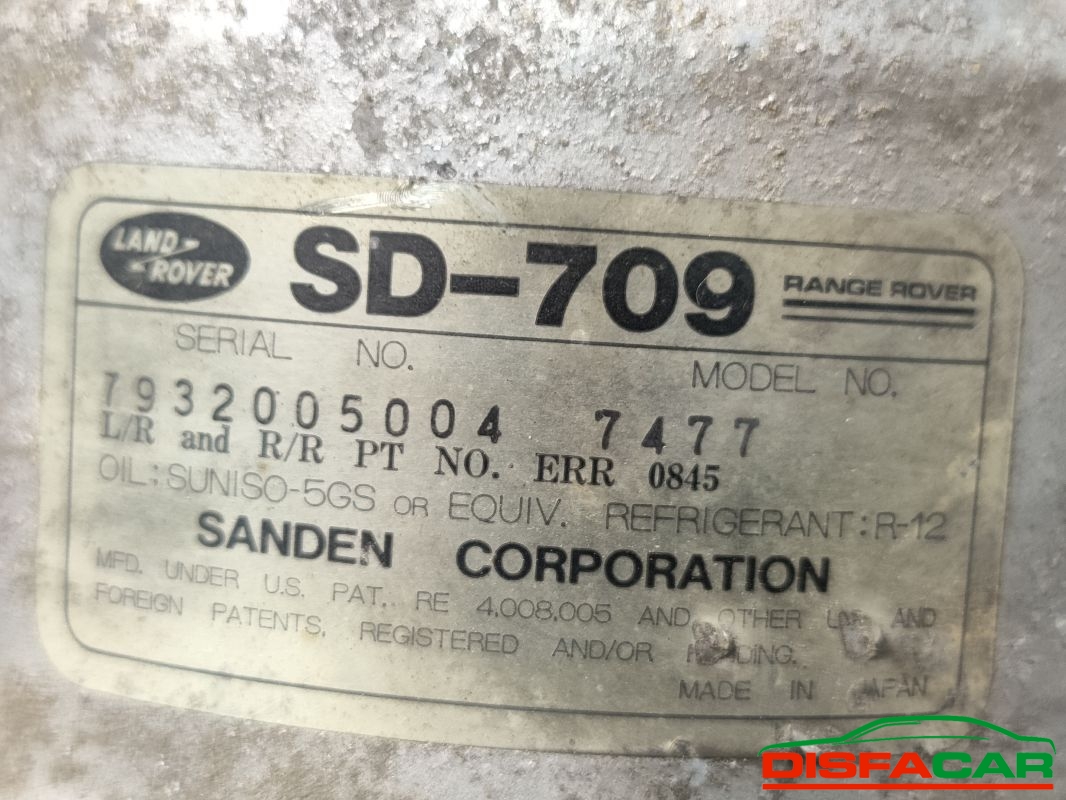 LAND ROVER SD-709 RANGE ROVER
SERIAL NO. MODEL NO.
7932005004 7477
L/R and R/R PT NO. ERR 0845
OIL: SUNISO-5GS OR EQUIV. REFRIGERANT: R-12
SANDEN CORPORATION
MFD. UNDER U.S. PAT. RE 4,008,005 AND OTHER AND
FOREIGN PATENTS, REGISTERED AND/OR
MADE IN JAPAN
DISFACAR